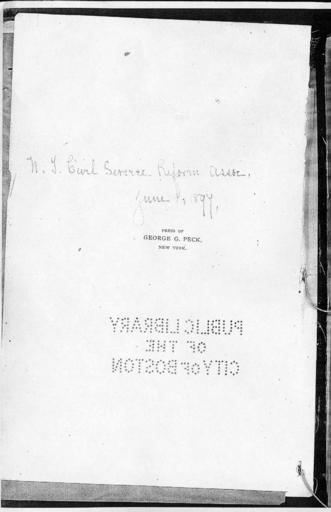 N. Y. Civil Service Reform Assoc.
June 1, 1897,
PRESS OF
GEORGE G. PECK,
NEW YORK.
PUBLIC LIBRARY
OF THE
CITY OF BOSTON